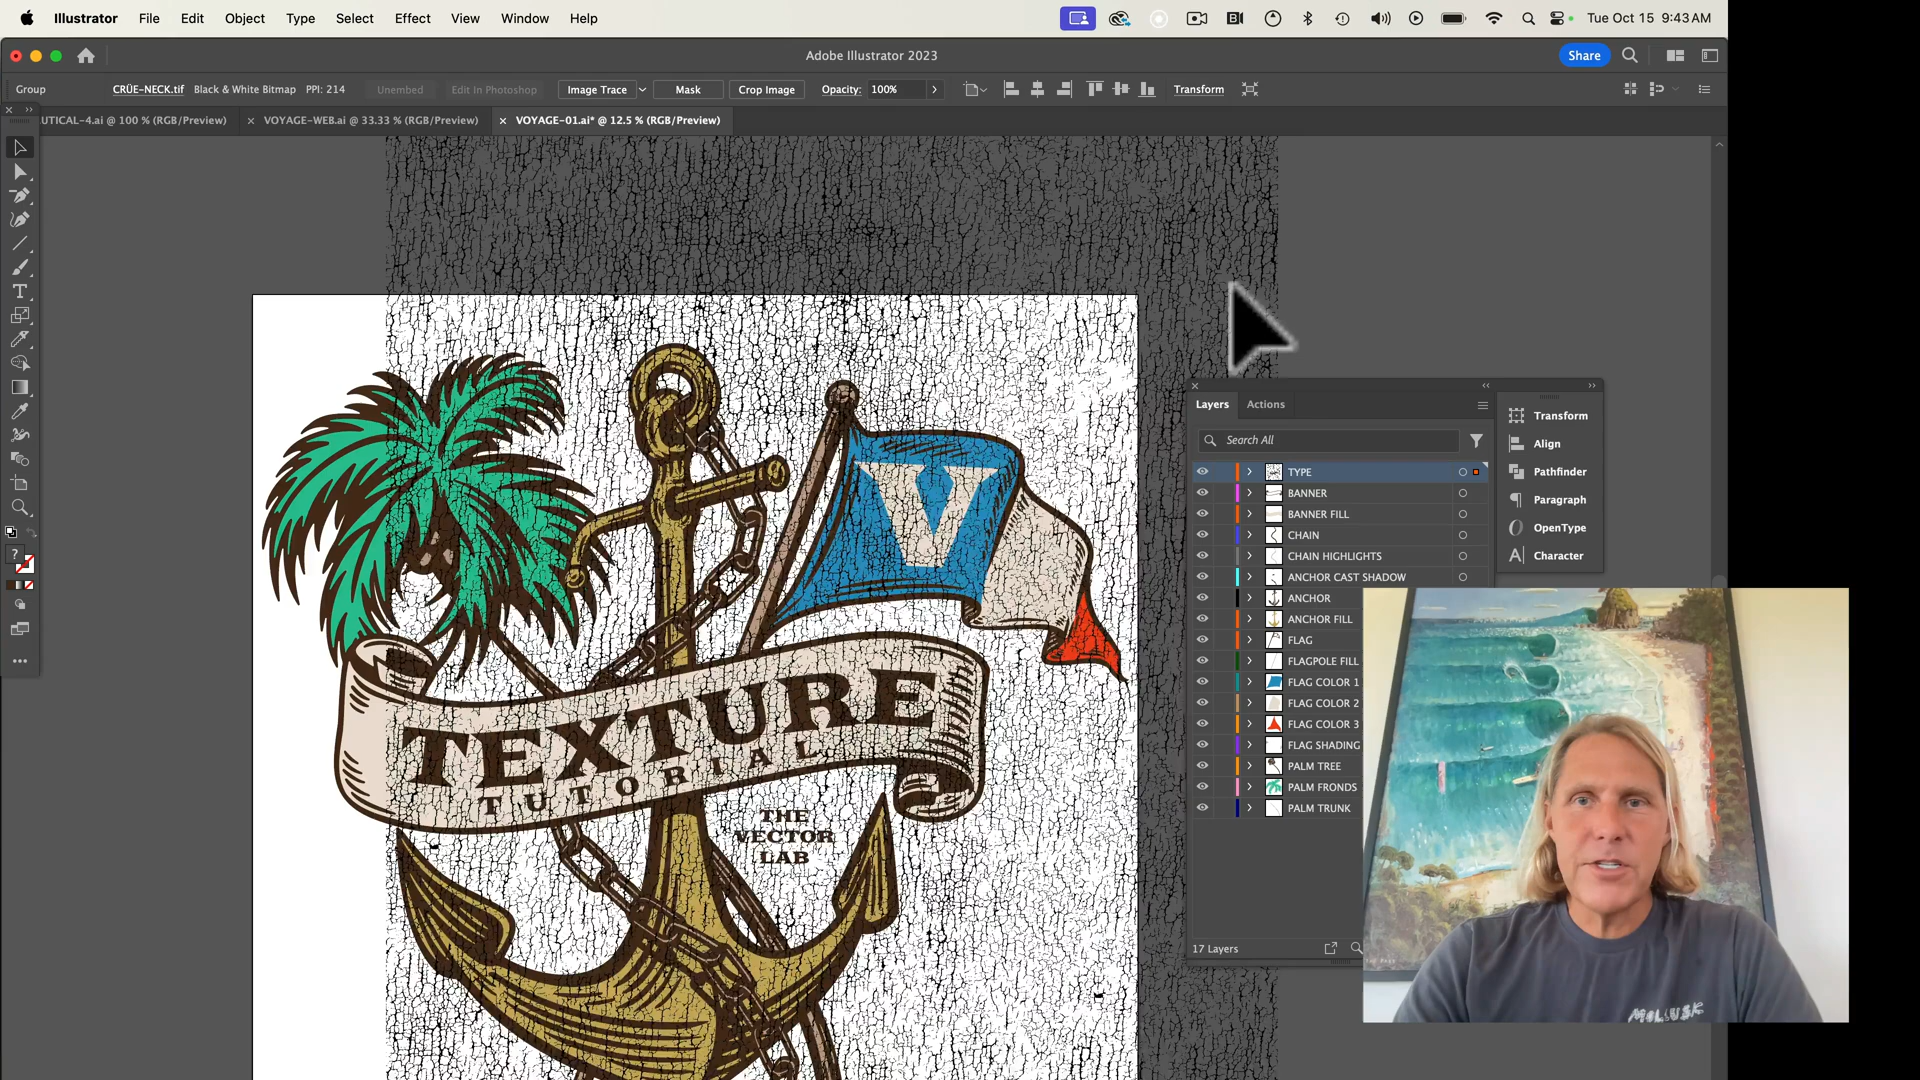 Illustrator File Edit Object Type Select Effect View Window Help
Tue Oct 15 9:43 AM
Adobe Illustrator 2023
Share
Group
CRÜE-NECK.tif Black & White Bitmap PPI: 214 Unembed Edit In Photoshop Image Trace Mask Crop Image Opacity: 100% Transform
UTICAL-4.ai @ 100 % (RGB/Preview)
VOYAGE-WEB.ai @ 33.33 % (RGB/Preview)
VOYAGE-01.ai* @ 12.5 % (RGB/Preview)
V
TEXTURE
TUTORIAL
THE
VECTOR
LAB
Layers Actions
Search All
TYPE
BANNER
BANNER FILL
CHAIN
CHAIN HIGHLIGHTS
ANCHOR CAST SHADOW
ANCHOR
ANCHOR FILL
FLAG
FLAGPOLE FILL
FLAG COLOR 1
FLAG COLOR 2
FLAG COLOR 3
FLAG SHADING
PALM TREE
PALM FRONDS
PALM TRUNK
17 Layers
Transform
Align
Pathfinder
Paragraph
OpenType
Character